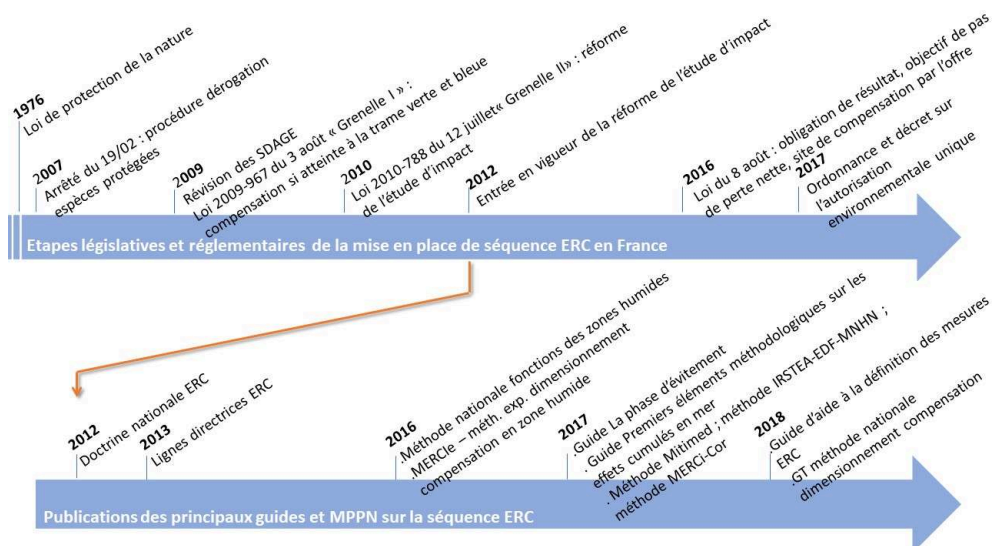 1976
Loi de protection de la nature
2007
Arrêté du 19/02 : procédure dérogation
espèces protégées
2009
Révision des SDAGE
Loi 2009-967 du 3 août « Grenelle I » :
compensation si atteinte à la trame verte et bleue
2010
Loi 2010-788 du 12 juillet« Grenelle II» : réforme
de l'étude d'impact
2012
Entrée en vigueur de la réforme de l'étude d'impact
2016
Loi du 8 août : obligation de résultat, objectif de pas
de perte nette, site de compensation par l'offre
2017
Ordonnance et décret sur
l'autorisation
environnementale unique
Etapes législatives et réglementaires de la mise en place de séquence ERC en France
2012
Doctrine nationale ERC
2013
Lignes directrices ERC
2016
.Méthode nationale fonctions des zones humides
.MERCIe – méth. exp. dimensionnement
compensation en zone humide
2017
.Guide La phase d'évitement
. Guide Premiers éléments méthodologiques sur les
effets cumulés en mer
. Méthode Mitimed ; méthode IRSTEA-EDF-MNHN ;
méthode MERCi-Cor
2018
.Guide d'aide à la définition des mesures
ERC
.GT méthode nationale
dimensionnement compensation
Publications des principaux guides et MPPN sur la séquence ERC